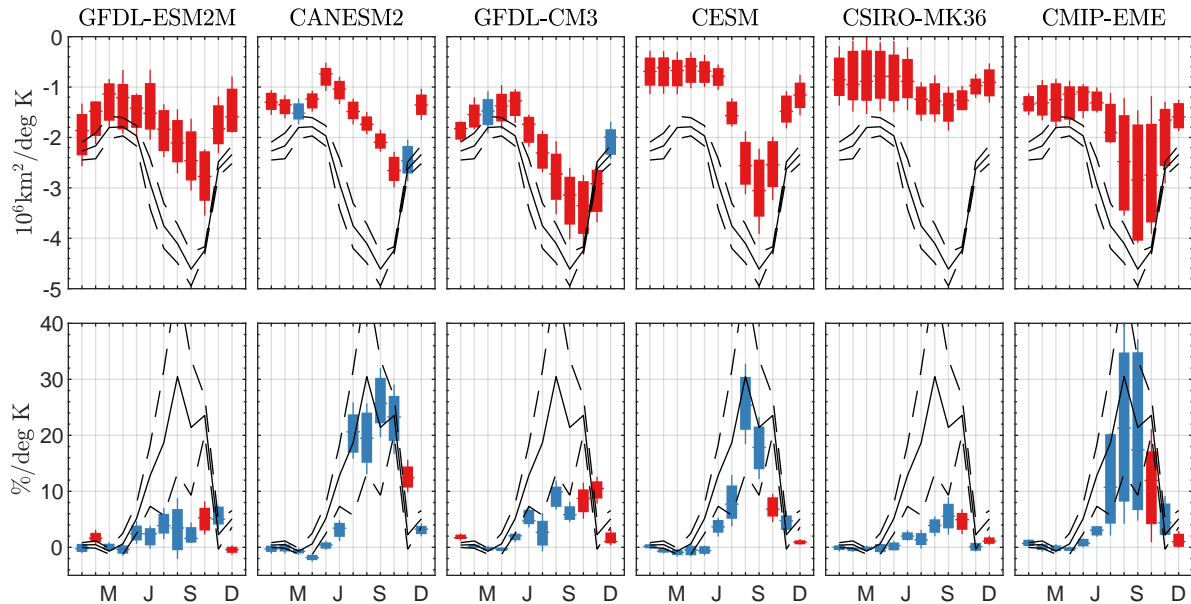 GFDL-ESM2M CANESM2 GFDL-CM3 CESM CSIRO-MK36 CMIP-EME
10⁶km²/deg K
0
-1
-2
-3
-4
-5
%/deg K
40
30
20
10
0
M J S D M J S D M J S D M J S D M J S D M J S D